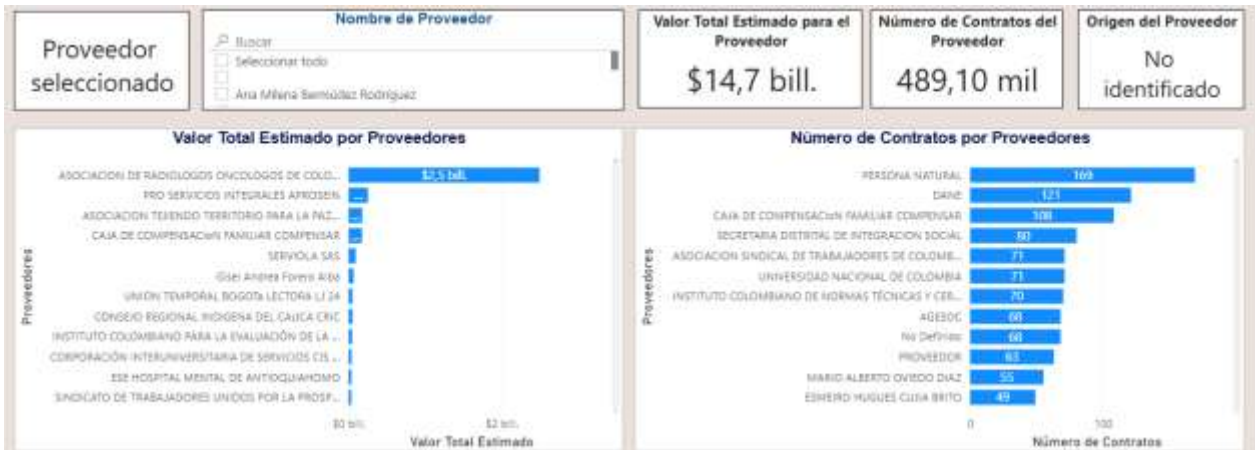 Proveedor
seleccionado
Nombre de Proveedor
Buscar
Seleccionar todo
Ana Milena Bermúdez Rodríguez
Valor Total Estimado para el
Proveedor
$14,7 bill.
Número de Contratos del
Proveedor
489,10 mil
Origen del Proveedor
No
identificado
Valor Total Estimado por Proveedores
Proveedores
ASOCIACION DE RADIOLOGOS ONCOLOGOS DE COLO... $2,5 bill.
PRO SERVICIOS INTEGRALES APROSEIN ...
ASOCIACION TEJIENDO TERRITORIO PARA LA PAZ... ...
CAJA DE COMPENSACIóN FAMILIAR COMPENSAR ...
SERVIOLA SAS
Gisel Andrea Forero Alba
UNION TEMPORAL BOGOTá LECTORA LJ 24
CONSEJO REGIONAL INDIGENA DEL CAUCA CRIC
INSTITUTO COLOMBIANO PARA LA EVALUACIÓN DE LA ...
CORPORACIÓN INTERUNIVERSITARIA DE SERVICIOS CIS ...
ESE HOSPITAL MENTAL DE ANTIOQUIAHOMO
SINDICATO DE TRABAJADORES UNIDOS POR LA PROSP...
$0 bill. $2 bill.
Valor Total Estimado
Número de Contratos por Proveedores
Proveedores
PERSONA NATURAL 169
DANE 121
CAJA DE COMPENSACIóN FAMILIAR COMPENSAR 108
SECRETARIA DISTRITAL DE INTEGRACION SOCIAL 80
ASOCIACION SINDICAL DE TRABAJADORES DE COLOMB... 71
UNIVERSIDAD NACIONAL DE COLOMBIA 71
INSTITUTO COLOMBIANO DE NORMAS TÉCNICAS Y CER... 70
AGESOC 68
No Definido 68
PROVEEDOR 63
MARIO ALBERTO OVIEDO DIAZ 55
HUGUES BRITO 49
0 100
Número de Contratos